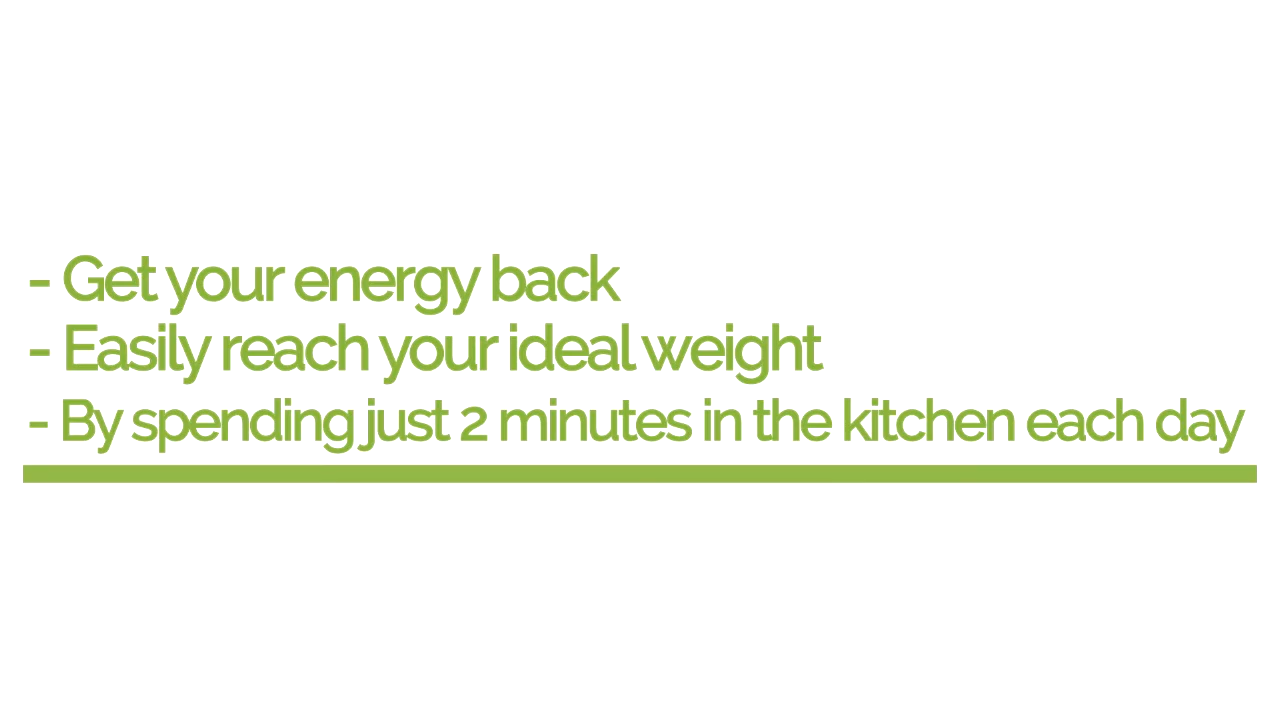 - Get your energy back
- Easily reach your ideal weight
- By spending just 2 minutes in the kitchen each day